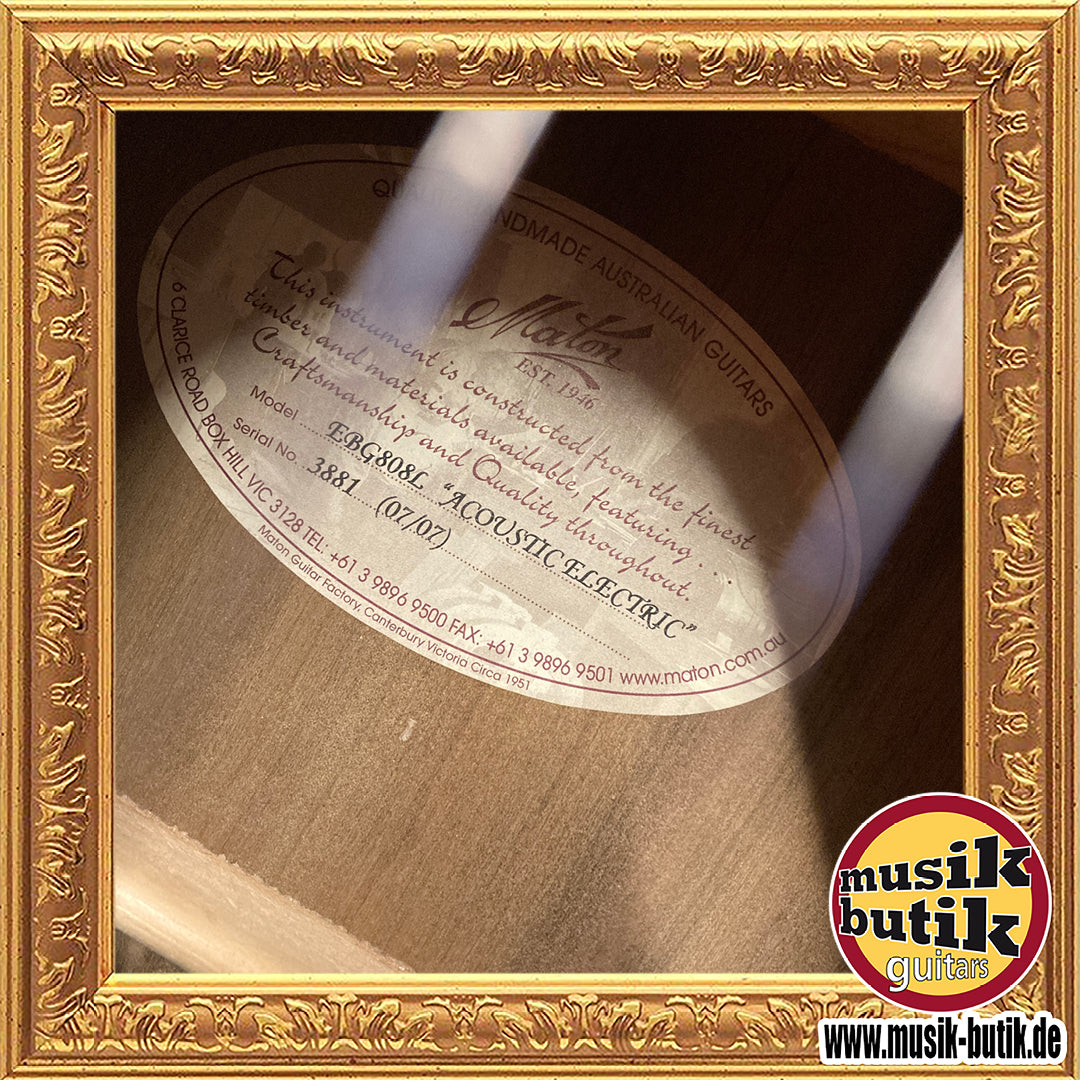 HANDMADE AUSTRALIAN GUITARS
Maton
EST. 1946
This instrument is constructed from the finest
timber and materials available, featuring . . .
Craftsmanship and Quality throughout.
Model ........ EBG808L "ACOUSTIC ELECTRIC"
Serial No. ..3881....(07/07)..............................
6 CLARICE ROAD BOX HILL VIC 3128 TEL: +61 3 9896 9500 FAX: +61 3 9896 9501 www.maton.com.au
Maton Guitar Factory, Canterbury Victoria Circa 1951
musik
butik
guitars
www.musik-butik.de